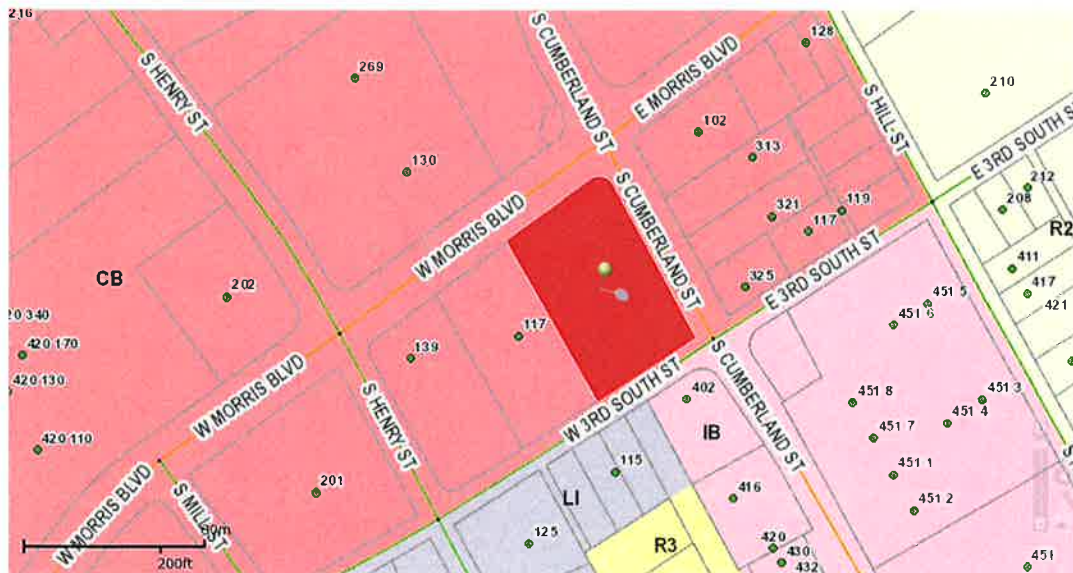 216
S HENRY ST
269
130
S CUMBERLAND ST
E MORRIS BLVD
128
102
313
S HILL ST
210
E 3RD SOUTH ST
212
208
R2
321
119
117
S CUMBERLAND ST
W MORRIS BLVD
CB
202
411
417
421
325
E 3RD SOUTH ST
451 5
451 6
20 340
420 170
420 130
139
117
W MORRIS BLVD
S HENRY ST
W 3RD SOUTH ST
402
IB
S CUMBERLAND ST
451 8
451 3
451 4
451 7
420 110
W MORRIS BLVD
S MILL ST
201
115
LI
125
416
451 1
451 2
R3
420
430
432
200ft